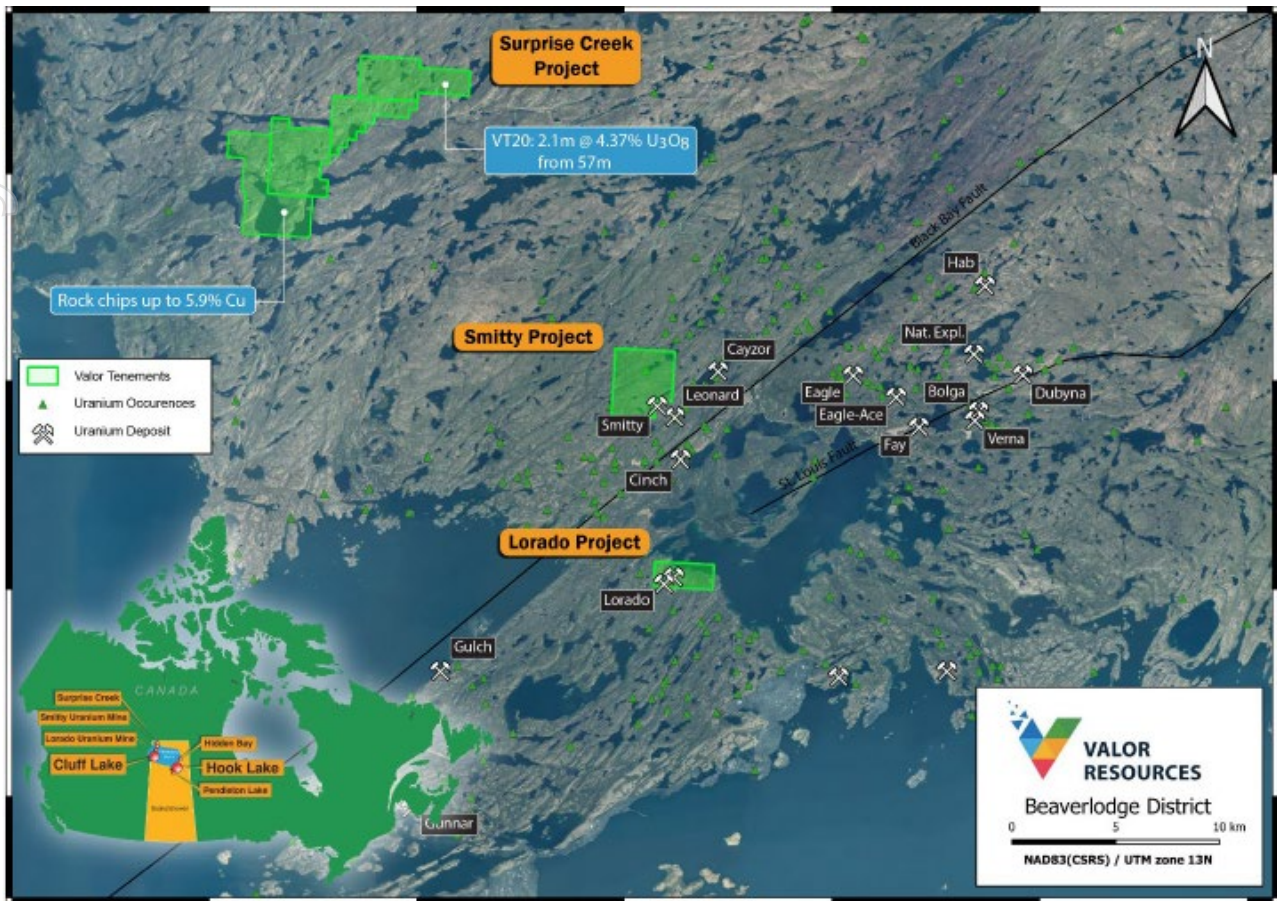 Surprise Creek
Project
N
VT20: 2.1m @ 4.37% U₃O₈
from 57m
Black Bay Fault
Hab
Rock chips up to 5.9% Cu
Smitty Project
Cayzor
Nat. Expl.
Valor Tenements
Uranium Occurences
Uranium Deposit
Leonard
Eagle
Bolga
Dubyna
Eagle-Ace
Smitty
Fay
Verna
Cinch
St. Louis Fault
Lorado Project
Lorado
Gulch
CANADA
Surprise Creek
Smitty Uranium Mine
Lorado Uranium Mine
Hidden Bay
Cluff Lake
Hook Lake
Pendleton Lake
Saskatchewan
Gunnar
VALOR
RESOURCES
Beaverlodge District
0 5 10 km
NAD83(CSRS) / UTM zone 13N